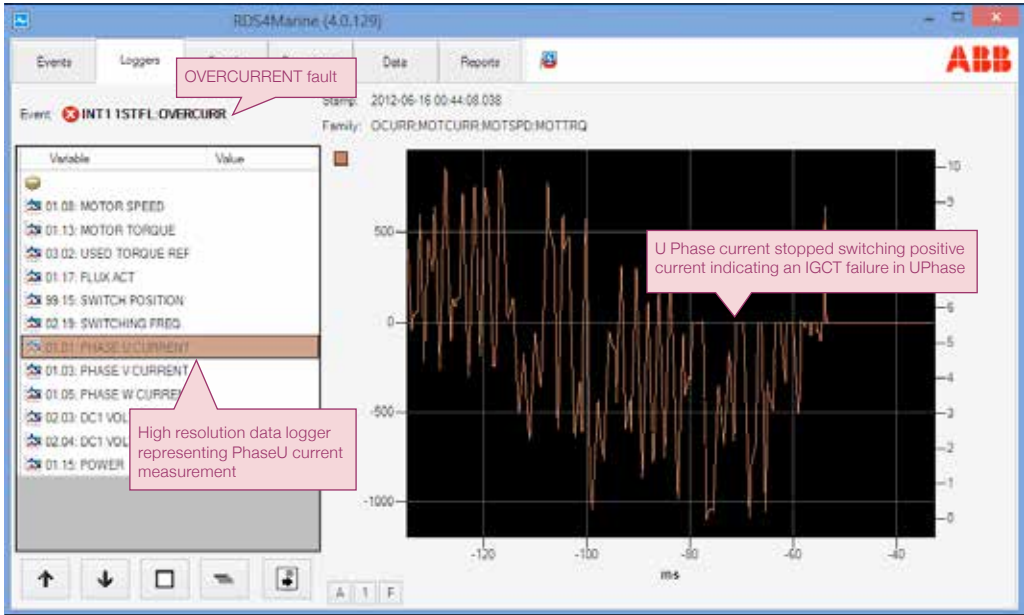 RDS4Marine (4.0.129)
Events
Loggers
Data
Reports
ABB
OVERCURRENT fault
Event: INT1 1STFL:OVERCURR
Stamp: 2012-06-16 00:44:08.038
Family: OCURR:MOTCURR:MOTSPD:MOTTRQ
Variable Value
01.08: MOTOR SPEED
01.13: MOTOR TORQUE
03.02: USED TORQUE REF
01.17: FLUX ACT
99.15: SWITCH POSITION
02.19: SWITCHING FREQ
01.01: PHASE U CURRENT
01.03: PHASE V CURRENT
01.05: PHASE W CURRE
02.03: DC1 VOL
02.04: DC1 VOL
01.15: POWER
High resolution data logger
representing PhaseU current
measurement
U Phase current stopped switching positive
current indicating an IGCT failure in UPhase
500
0
-500
-1000
10
9
6
5
4
3
2
1
0
-120
-100
-80
-60
-40
ms
A 1 F